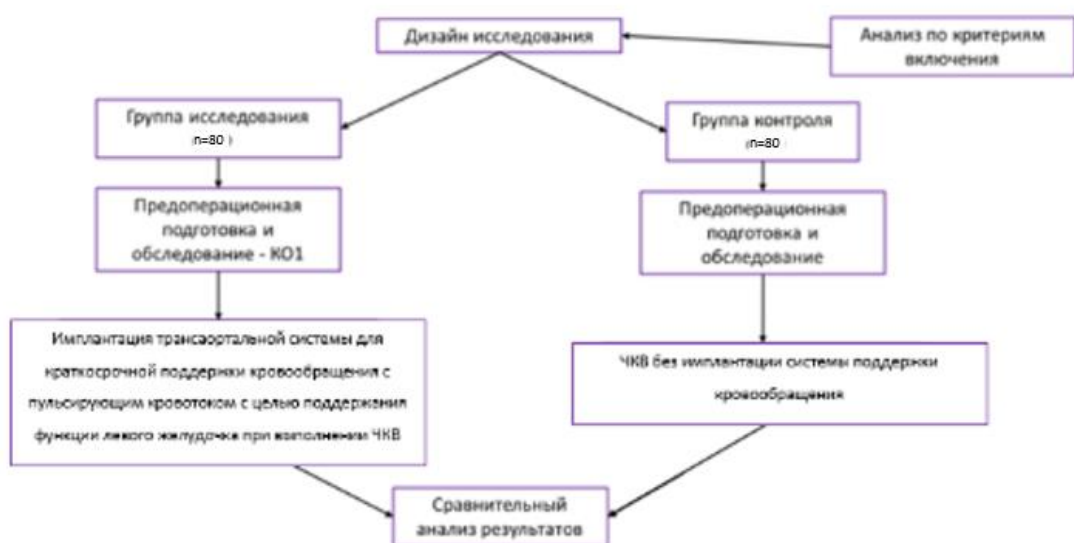 Дизайн исследования
Анализ по критериям
включения
Группа исследования
(n=80 )
Группа контроля
(n=80
Предоперационная
подготовка и
обследование - КО1
Предоперационная
подготовка и
обследование
Имплантация трансаортальной системы для
краткосрочной поддержки кровообращения с
пульсирующим кровотоком с целью поддержания
функции левого желудочка при выполнении ЧКВ
ЧКВ без имплантации системы поддержки
кровообращения
Сравнительный
анализ результатов